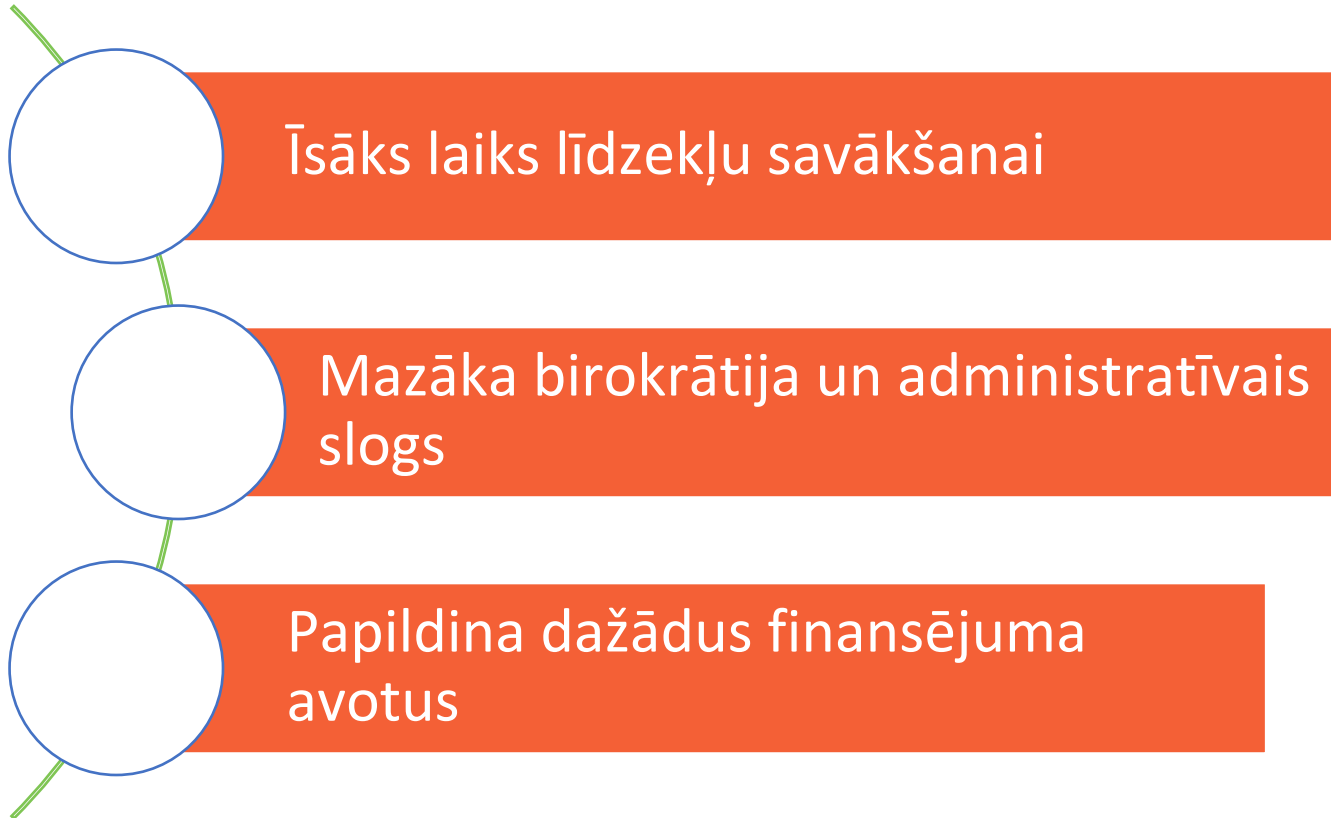 Īsāks laiks līdzekļu savākšanai
Mazāka birokrātija un administratīvais
slogs
Papildina dažādus finansējuma
avotus